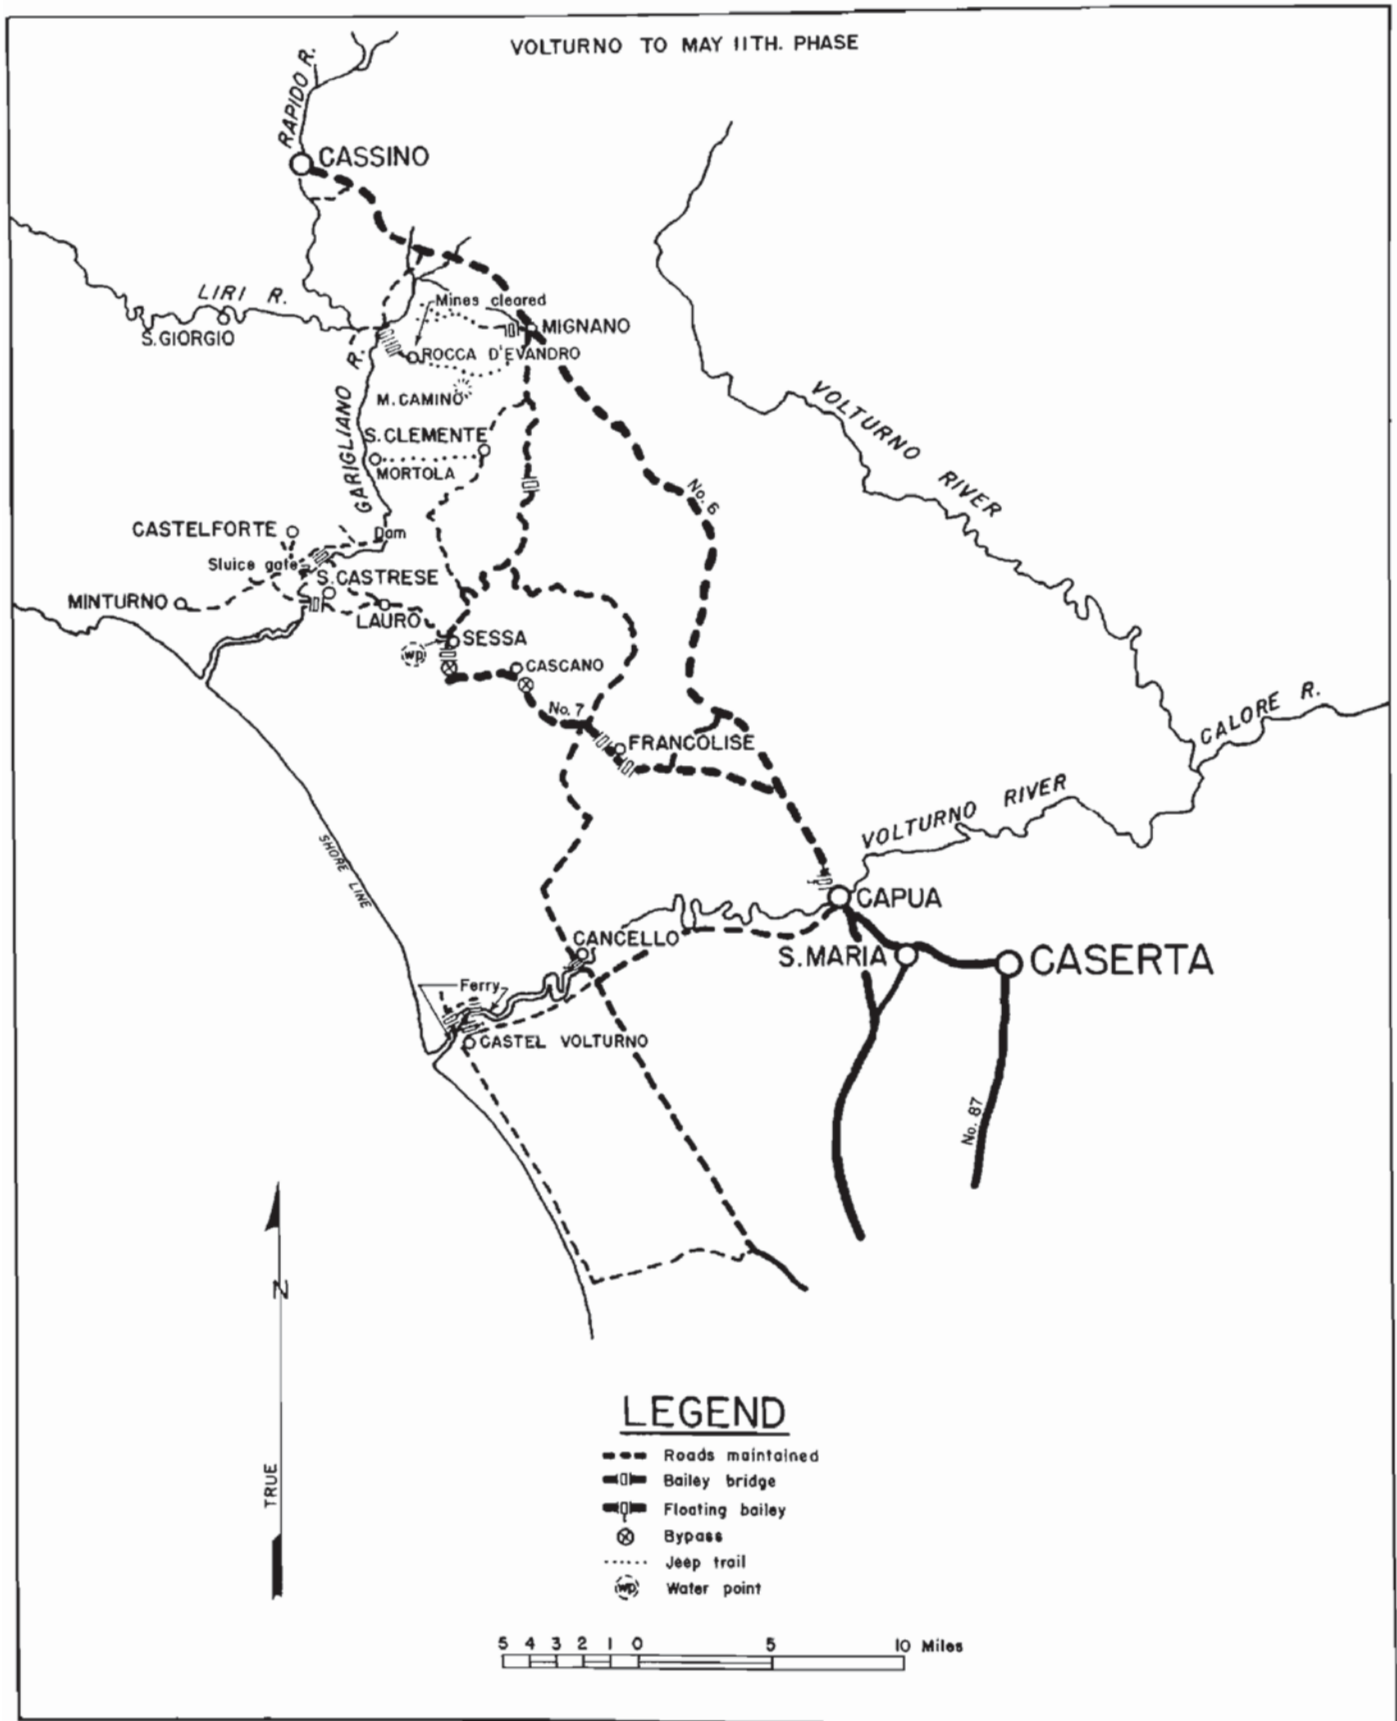 VOLTURNO TO MAY 11TH. PHASE
RAPIDO R.
CASSINO
LIRI R.
S.GIORGIO
Mines cleared
MIGNANO
ROCCA D'EVANDRO
M. CAMINO
GARIGLIANO R.
S. CLEMENTE
MORTOLA
VOLTURNO RIVER
No. 6
CASTELFORTE
Dam
Sluice gate
S. CASTRESE
MINTURNO
LAURO
SESSA
wp
CASCANO
No. 7
FRANCOLISE
CALORE R.
VOLTURNO RIVER
SHORE LINE
CAPUA
CANCELLO
S. MARIA
CASERTA
Ferry
CASTEL VOLTURNO
No. 87
N
TRUE
LEGEND
Roads maintained
Bailey bridge
Floating bailey
Bypass
Jeep trail
wp Water point
5 4 3 2 1 0 5 10 Miles